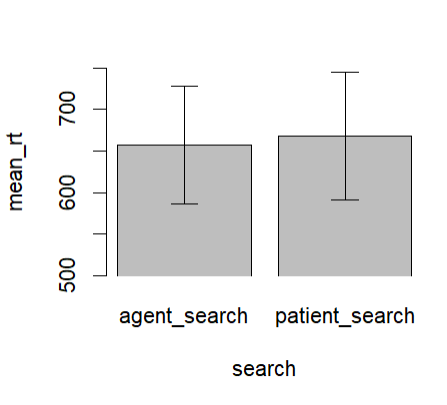 mean_rt
700
600
500
agent_search patient_search
search